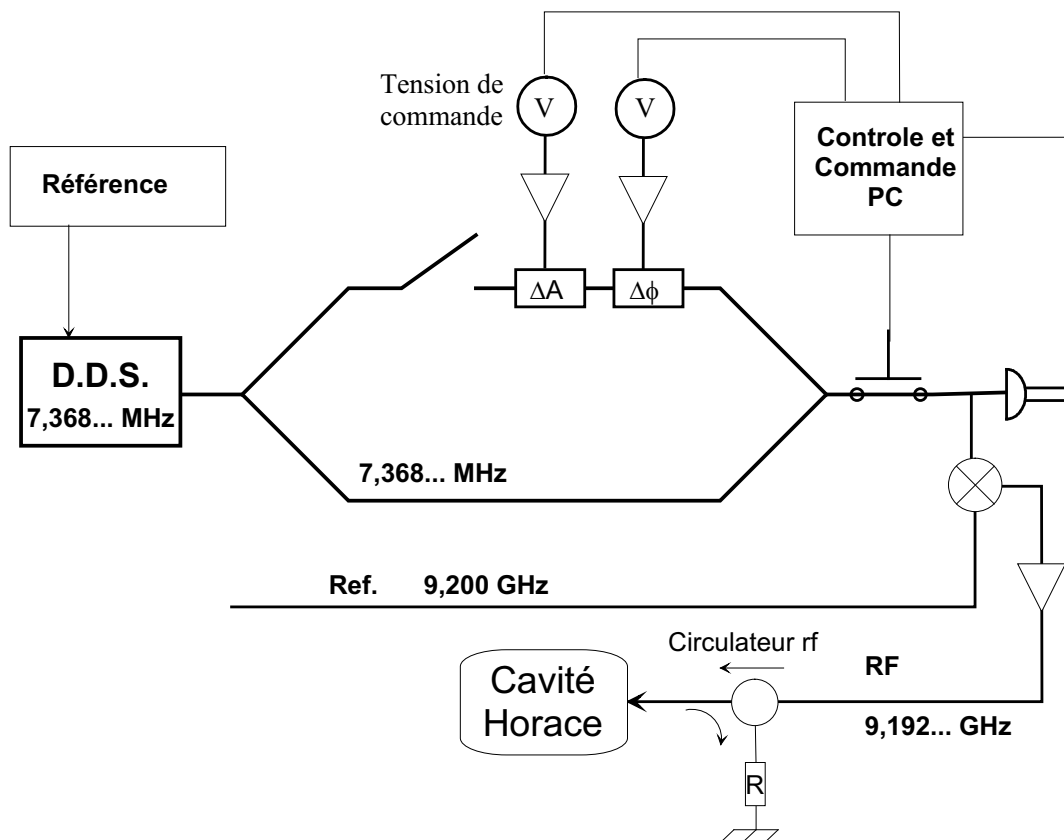 Tension de
commande
V
V
Controle et
Commande
PC
Référence
ΔA
Δϕ
D.D.S.
7,368... MHz
7,368... MHz
Ref. 9,200 GHz
Circulateur rf
RF
Cavité
Horace
9,192... GHz
R